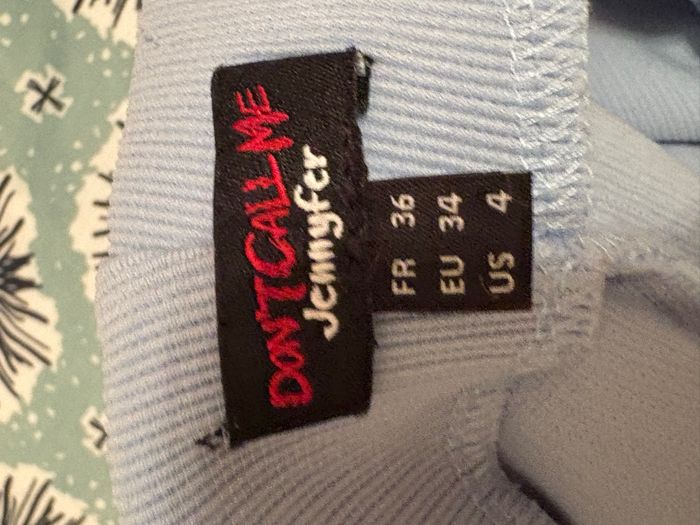 DON'T CALL ME
Jennyfer
FR 36
EU 34
US 4